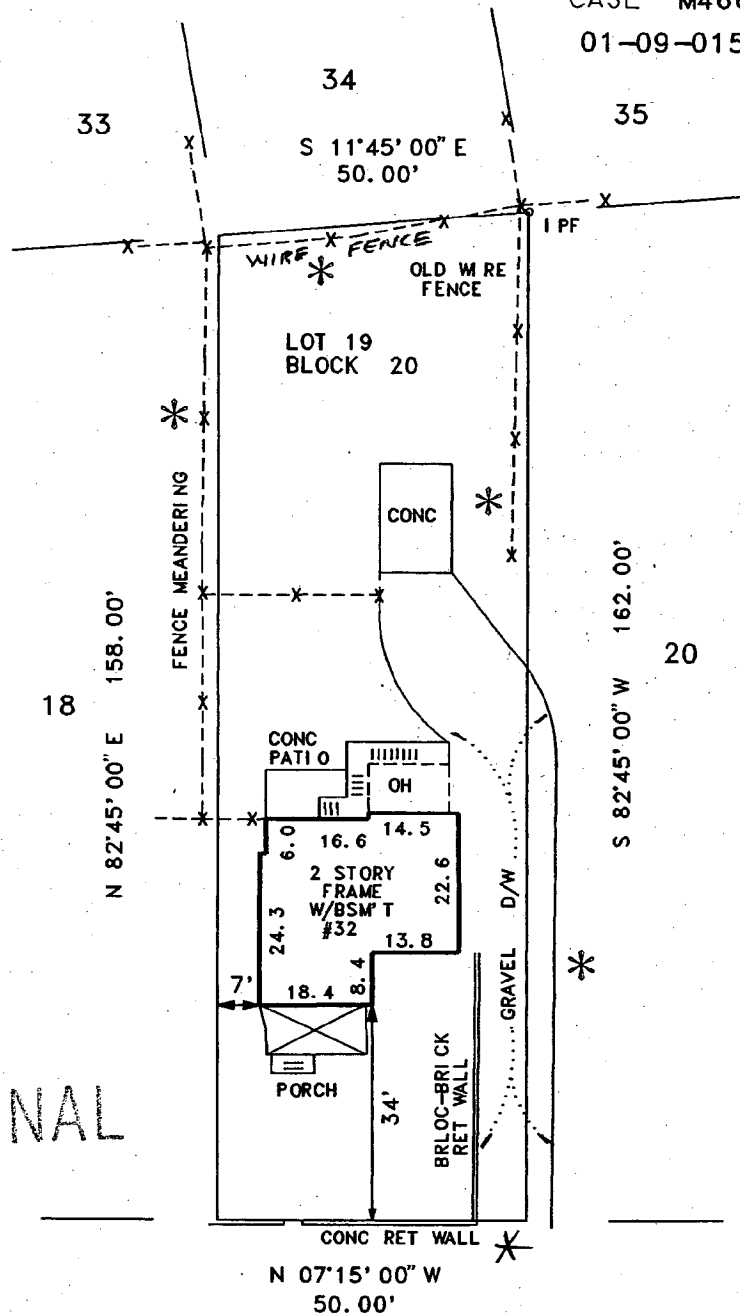 CASE M466
01-09-015
34
33
35
S 11°45'00" E
50.00'
I PF
WIRE FENCE
OLD WIRE
FENCE
LOT 19
BLOCK 20
CONC
FENCE MEANDERING
N 82°45'00" E 158.00'
S 82°45'00" W 162.00'
18
20
CONC
PATIO
OH
6.0
16.6
14.5
2 STORY
FRAME
W/BSM'T
#32
24.3
22.6
13.8
8.4
18.4
7'
GRAVEL D/W
PORCH
34'
BRLOC-BRICK
RET WALL
NAL
CONC RET WALL
N 07°15'00" W
50.00'